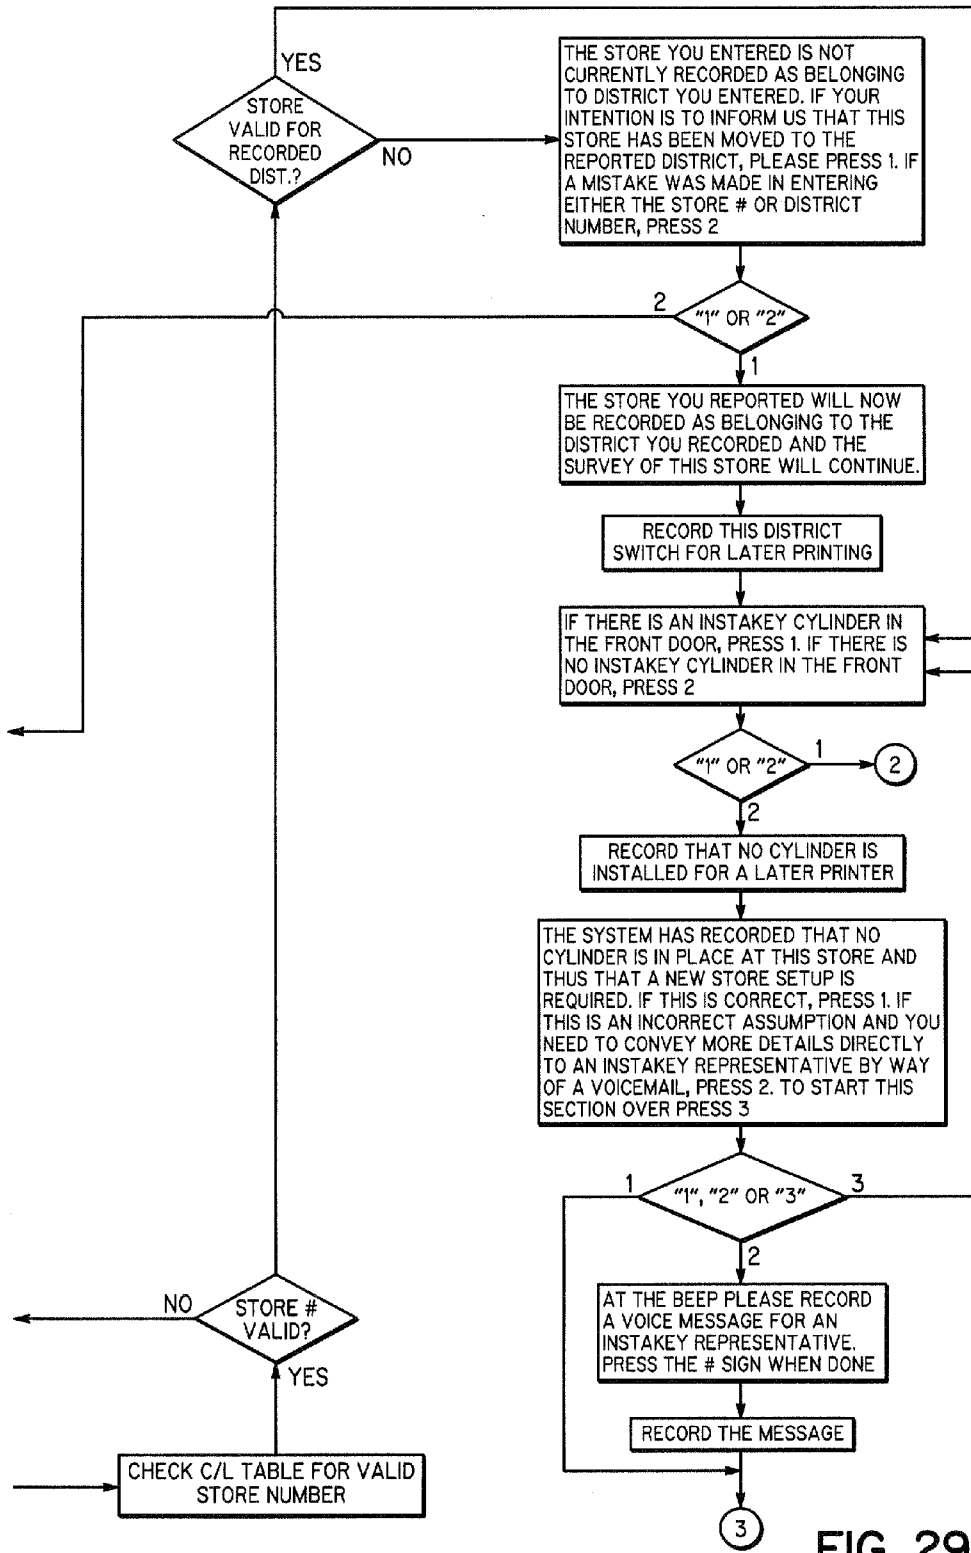 YES
STORE
VALID FOR
RECORDED
DIST.?
NO
THE STORE YOU ENTERED IS NOT
CURRENTLY RECORDED AS BELONGING
TO DISTRICT YOU ENTERED. IF YOUR
INTENTION IS TO INFORM US THAT THIS
STORE HAS BEEN MOVED TO THE
REPORTED DISTRICT, PLEASE PRESS 1. IF
A MISTAKE WAS MADE IN ENTERING
EITHER THE STORE # OR DISTRICT
NUMBER, PRESS 2
2
"1" OR "2"
1
THE STORE YOU REPORTED WILL NOW
BE RECORDED AS BELONGING TO THE
DISTRICT YOU RECORDED AND THE
SURVEY OF THIS STORE WILL CONTINUE.
RECORD THIS DISTRICT
SWITCH FOR LATER PRINTING
IF THERE IS AN INSTAKEY CYLINDER IN
THE FRONT DOOR, PRESS 1. IF THERE IS
NO INSTAKEY CYLINDER IN THE FRONT
DOOR, PRESS 2
"1" OR "2"
1
2
2
RECORD THAT NO CYLINDER IS
INSTALLED FOR A LATER PRINTER
THE SYSTEM HAS RECORDED THAT NO
CYLINDER IS IN PLACE AT THIS STORE AND
THUS THAT A NEW STORE SETUP IS
REQUIRED. IF THIS IS CORRECT, PRESS 1. IF
THIS IS AN INCORRECT ASSUMPTION AND YOU
NEED TO CONVEY MORE DETAILS DIRECTLY
TO AN INSTAKEY REPRESENTATIVE BY WAY
OF A VOICEMAIL, PRESS 2. TO START THIS
SECTION OVER PRESS 3
1
"1", "2" OR "3"
3
2
AT THE BEEP PLEASE RECORD
A VOICE MESSAGE FOR AN
INSTAKEY REPRESENTATIVE.
PRESS THE # SIGN WHEN DONE
RECORD THE MESSAGE
3
NO
STORE #
VALID?
YES
CHECK C/L TABLE FOR VALID
STORE NUMBER
FIG. 29